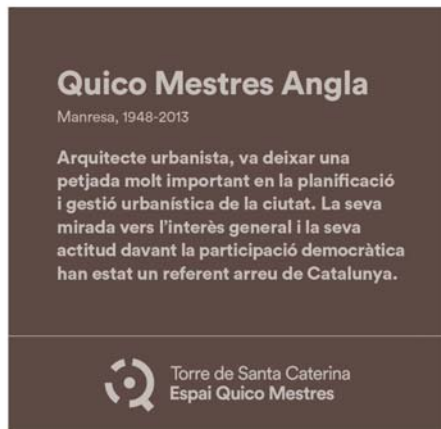 Quico Mestres Angla
Manresa, 1948-2013
Arquitecte urbanista, va deixar una
petjada molt important en la planificació
i gestió urbanística de la ciutat. La seva
mirada vers l'interès general i la seva
actitud davant la participació democràtica
han estat un referent arreu de Catalunya.
Torre de Santa Caterina
Espai Quico Mestres